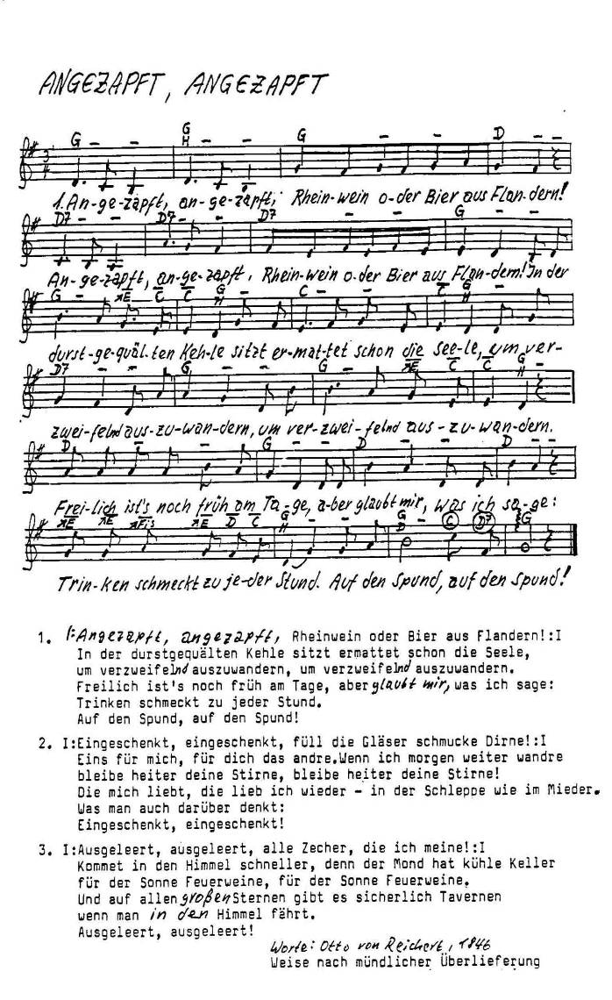 ANGEZAPFT, ANGEZAPFT
G G H G D
3 4
1. An-ge-zapft, an-ge-zapft, Rhein-wein o-der Bier aus Flan-dern!
D7 D7 D7 G
An-ge-zapft, an-ge-zapft, Rhein-wein o-der Bier aus Flan-dern! In der
G E C C G H C C G H
durst-ge-quäl-ten Keh-le sitzt er-mat-tet schon die See-le, um ver-
D7 G G E C C G H
zwei-felnd aus-zu-wan-dern, um ver-zwei-felnd aus-zu-wan-dern.
D G D D
Frei-lich ist's noch früh am Ta-ge, a-ber glaubt mir, was ich sa-ge:
E E Fis E D C G H G D C D7 G
Trin-ken schmeckt zu je-der Stund. Auf den Spund, auf den Spund!
1. I:Angezapft, angezapft, Rheinwein oder Bier aus Flandern!:I
In der durstgequälten Kehle sitzt ermattet schon die Seele,
um verzweifelnd auszuwandern, um verzweifelnd auszuwandern.
Freilich ist's noch früh am Tage, aber glaubt mir, was ich sage:
Trinken schmeckt zu jeder Stund.
Auf den Spund, auf den Spund!
2. I:Eingeschenkt, eingeschenkt, füll die Gläser schmucke Dirne!:I
Eins für mich, für dich das andre.Wenn ich morgen weiter wandre
bleibe heiter deine Stirne, bleibe heiter deine Stirne!
Die mich liebt, die lieb ich wieder - in der Schleppe wie im Mieder.
Was man auch darüber denkt:
Eingeschenkt, eingeschenkt!
3. I:Ausgeleert, ausgeleert, alle Zecher, die ich meine!:I
Kommet in den Himmel schneller, denn der Mond hat kühle Keller
für der Sonne Feuerweine, für der Sonne Feuerweine.
Und auf allen großen Sternen gibt es sicherlich Tavernen
wenn man in den Himmel fährt.
Ausgeleert, ausgeleert!
Worte: Otto von Reichert, 1846
Weise nach mündlicher Überlieferung